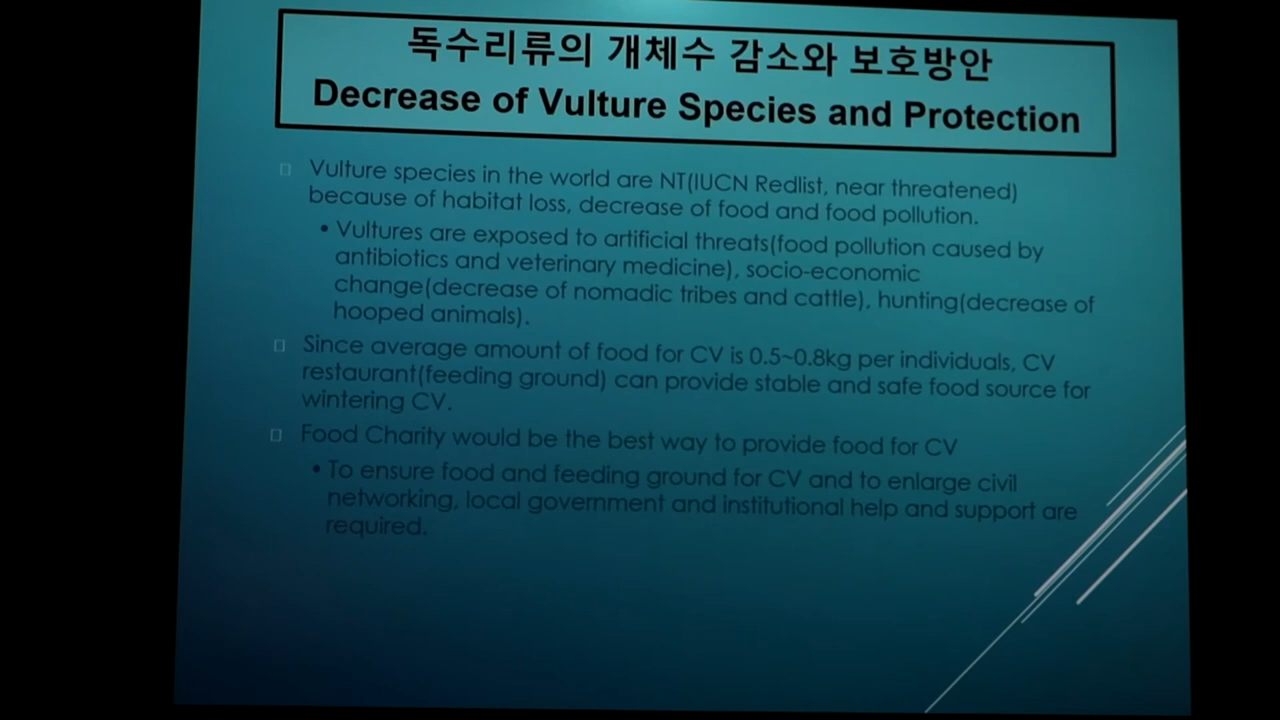 독수리류의 개체수 감소와 보호방안
Decrease of Vulture Species and Protection
Vulture species in the world are NT(IUCN Redlist, near threatened)
because of habitat loss, decrease of food and food pollution.
• Vultures are exposed to artificial threats(food pollution caused by
antibiotics and veterinary medicine), socio-economic
change(decrease of nomadic tribes and cattle), hunting(decrease of
hooped animals).
Since average amount of food for CV is 0.5~0.8kg per individuals, CV
restaurant(feeding ground) can provide stable and safe food source for
wintering CV.
Food Charity would be the best way to provide food for CV
• To ensure food and feeding ground for CV and to enlarge civil
networking, local government and institutional help and support are
required.